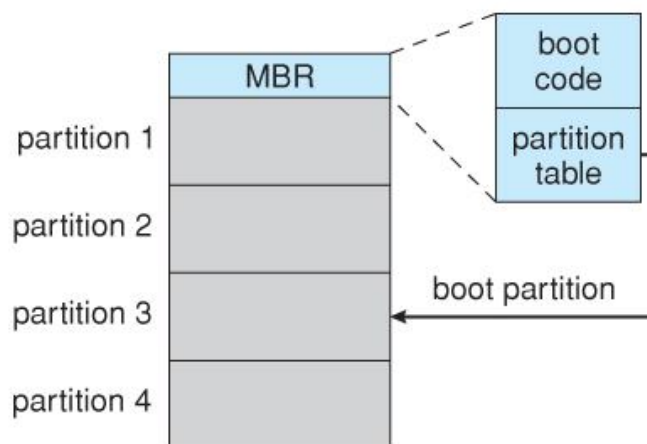 MBR
boot
code
partition
table
partition 1
partition 2
boot partition
partition 3
partition 4